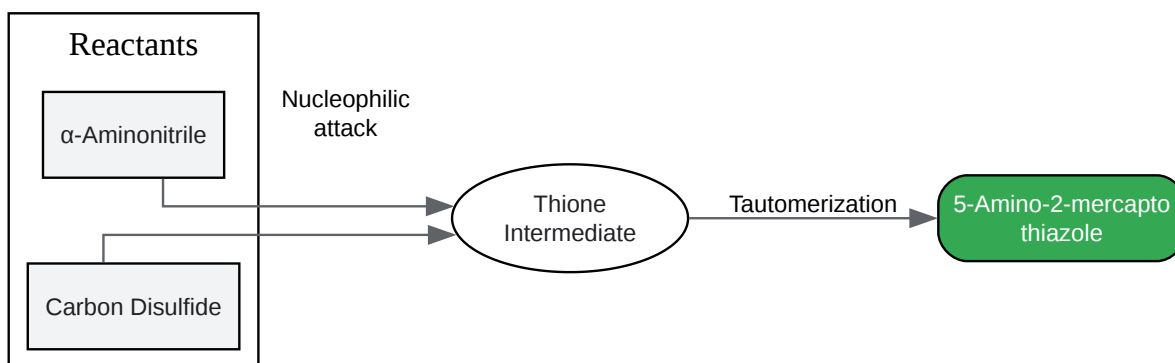 Reactants
α-Aminonitrile
Carbon Disulfide
Nucleophilic
attack
Thione
Intermediate
Tautomerization
5-Amino-2-mercapto
thiazole